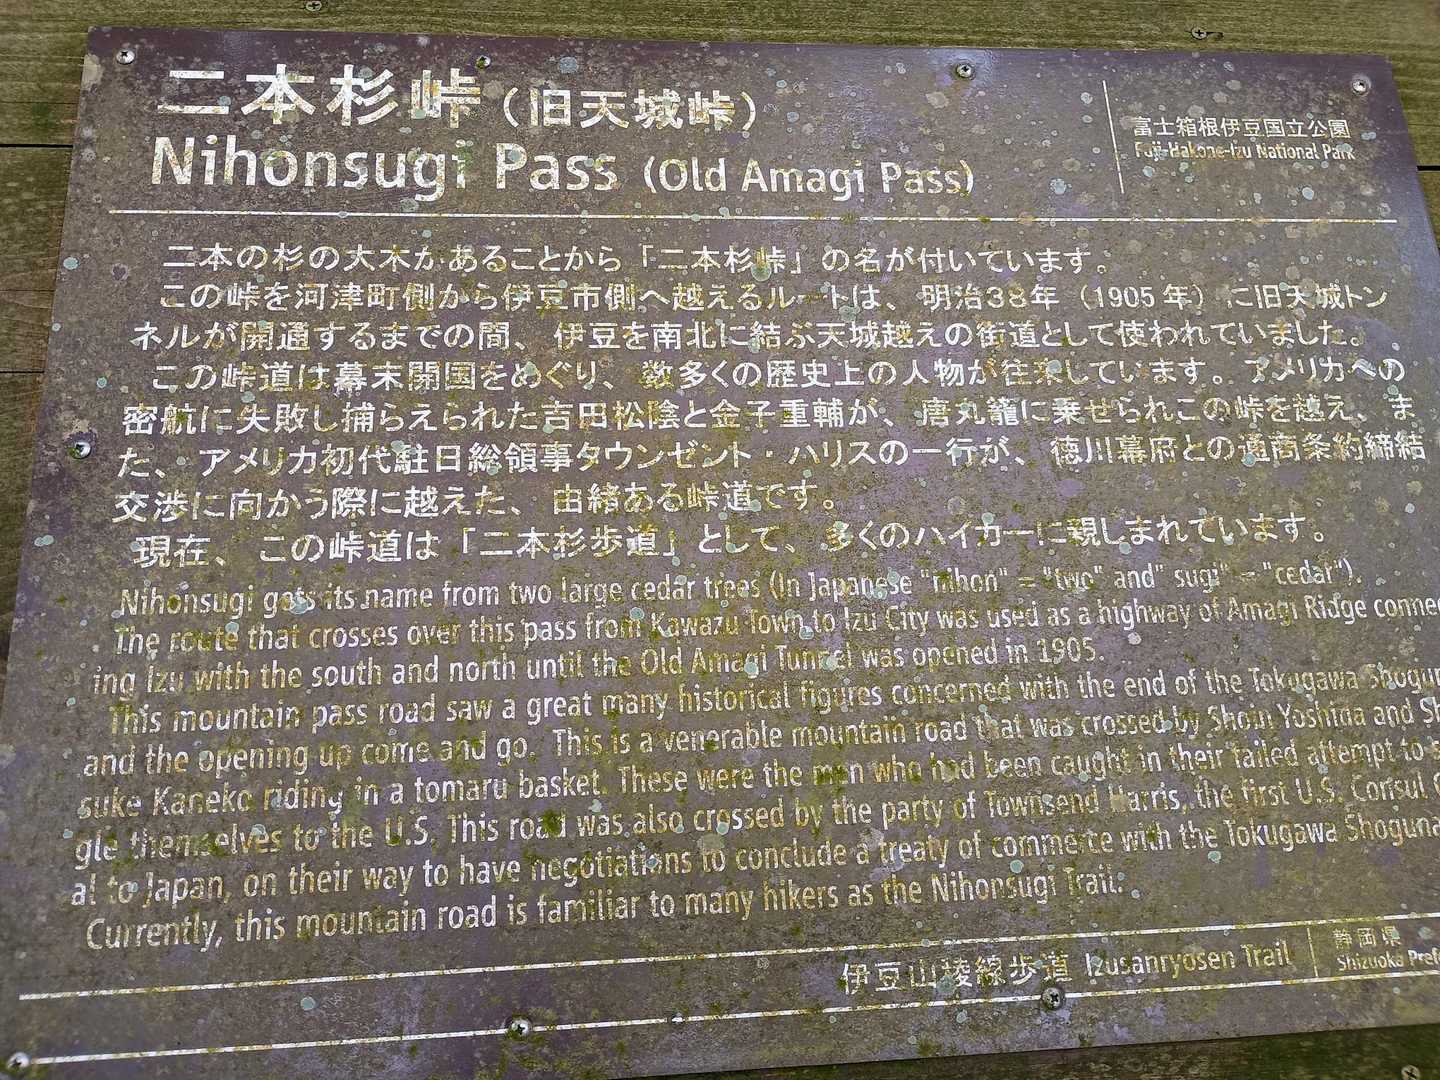 二本杉峠（旧天城峠）
Nihonsugi Pass (Old Amagi Pass)
富士箱根伊豆国立公園
Fuji-Hakone-Izu National Park
二本の杉の大木があることから「二本杉峠」の名が付いています。
この峠を河津町側から伊豆市側へ越えるルートは、明治38年（1905年）に旧天城トン
ネルが開通するまでの間、伊豆を南北に結ぶ天城越えの街道として使われていました。
この峠道は幕末開国をめぐり、数多くの歴史上の人物が往来しています。アメリカへの
密航に失敗し捕らえられた吉田松陰と金子重輔が、唐丸籠に乗せられこの峠を越え、ま
た、アメリカ初代駐日総領事タウンゼント・ハリスの一行が、徳川幕府との通商条約締結
交渉に向かう際に越えた、由緒ある峠道です。
現在、この峠道は「二本杉歩道」として、多くのハイカーに親しまれています。
Nihonsugi gets its name from two large cedar trees (In Japanese "nihon" = "two" and" sugi" = "cedar").
The route that crosses over this pass from Kawazu Town to Izu City was used as a highway of Amagi Ridge connec
ing Izu with the south and north until the Old Amagi Tunnel was opened in 1905.
This mountain pass road saw a great many historical figures concerned with the end of the Tokugawa Shogun
and the opening up come and go. This is a venerable mountain road that was crossed by Shoin Yoshida and Sh
suke Kaneko riding in a tomaru basket. These were the men who had been caught in their failed attempt to s
gle themselves to the U.S. This road was also crossed by the party of Townsend Harris, the first U.S. Consul G
al to Japan, on their way to have negotiations to conclude a treaty of commerce with the Tokugawa Shoguna
Currently, this mountain road is familiar to many hikers as the Nihonsugi Trail.
伊豆山稜線歩道 Izusanryosen Trail
静岡県
Shizuoka Pref